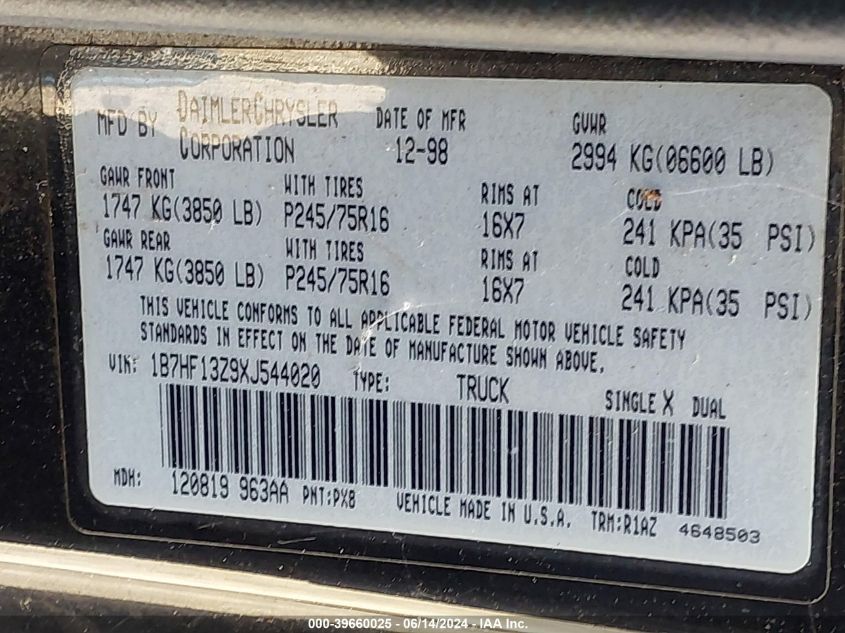 MFD BY DAIMLERCHRYSLER CORPORATION DATE OF MFR 12-98 GVWR 2994 KG(06600 LB)
GAWR FRONT WITH TIRES RIMS AT COLD
1747 KG(3850 LB) P245/75R16 16X7 241 KPA(35 PSI)
GAWR REAR WITH TIRES RIMS AT COLD
1747 KG(3850 LB) P245/75R16 16X7 241 KPA(35 PSI)
THIS VEHICLE CONFORMS TO ALL APPLICABLE FEDERAL MOTOR VEHICLE SAFETY
STANDARDS IN EFFECT ON THE DATE OF MANUFACTURE SHOWN ABOVE.
VIN: 1B7HF13Z9XJ544020 TYPE: TRUCK SINGLE X DUAL
MDH: 120819 963AA PNT:PX8 VEHICLE MADE IN U.S.A. TRM:R1AZ 4648503
000-39660025 - 06/14/2024 - IAA Inc.